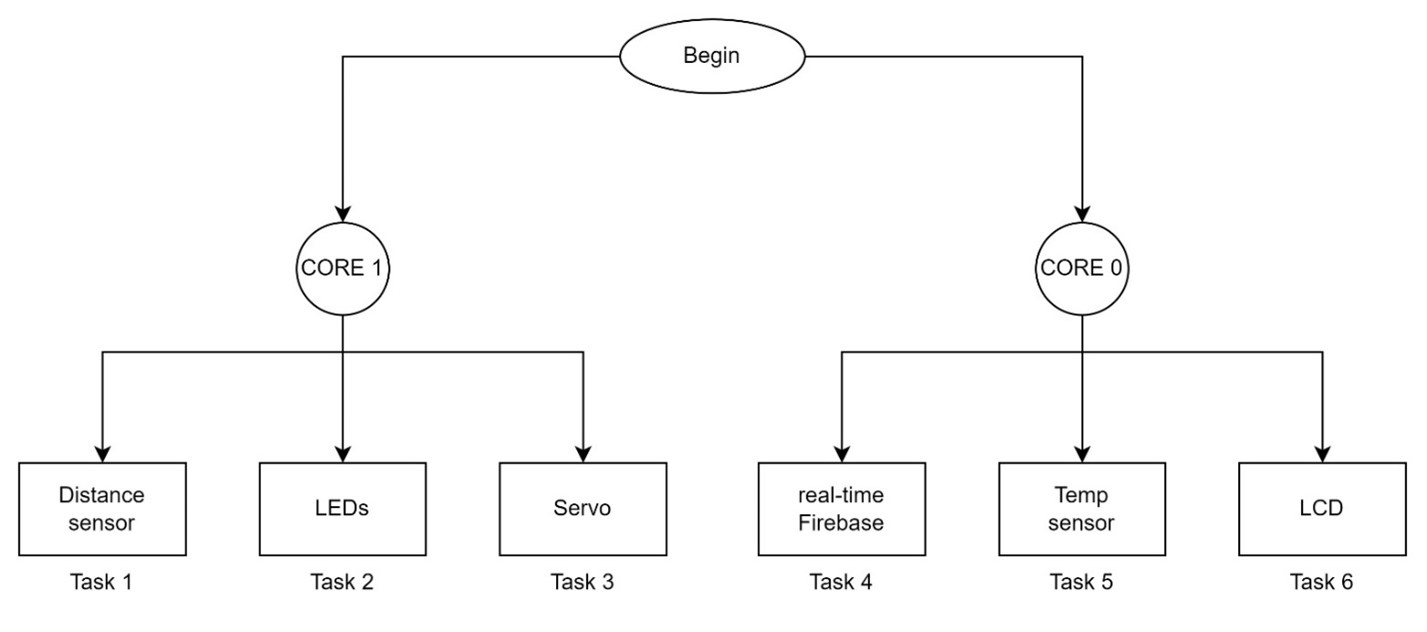 Begin
CORE 1
CORE 0
Distance
sensor
LEDs
Servo
real-time
Firebase
Temp
sensor
LCD
Task 1
Task 2
Task 3
Task 4
Task 5
Task 6